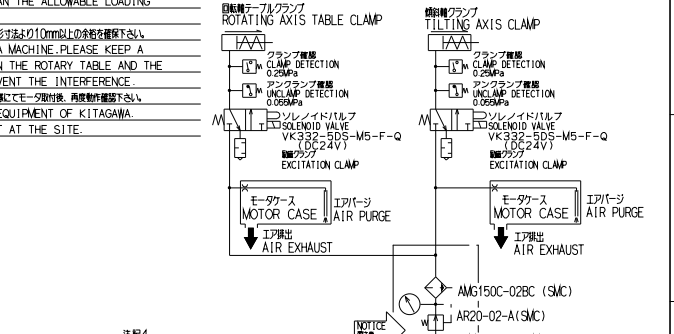 AN THE ALLOWABLE LOADING
寸法より10mm以上の余裕を確保下さい。
A MACHINE.PLEASE KEEP A
N THE ROTARY TABLE AND THE
VENT THE INTERFERENCE.
にてモータ取付後、再度動作確認下さい。
EQUIPMENT OF KITAGAWA.
T AT THE SITE.
回転軸テーブルクランプ
ROTATING AXIS TABLE CLAMP
クランプ確認
CLAMP DETECTION
0.25MPa
アンクランプ確認
UNCLAMP DETECTION
0.055MPa
ソレノイドバルブ
SOLENOID VALVE
VK332-5DS-M5-F-Q
(DC24V)
励磁クランプ
EXCITATION CLAMP
モータケース
MOTOR CASE
エアパージ
AIR PURGE
エア排出
AIR EXHAUST
傾斜軸クランプ
TILTING AXIS CLAMP
クランプ確認
CLAMP DETECTION
0.25MPa
アンクランプ確認
UNCLAMP DETECTION
0.055MPa
ソレノイドバルブ
SOLENOID VALVE
VK332-5DS-M5-F-Q
(DC24V)
励磁クランプ
EXCITATION CLAMP
モータケース
MOTOR CASE
エアパージ
AIR PURGE
エア排出
AIR EXHAUST
AMG150C-02BC (SMC)
AR20-02-A(SMC)
NOTICE